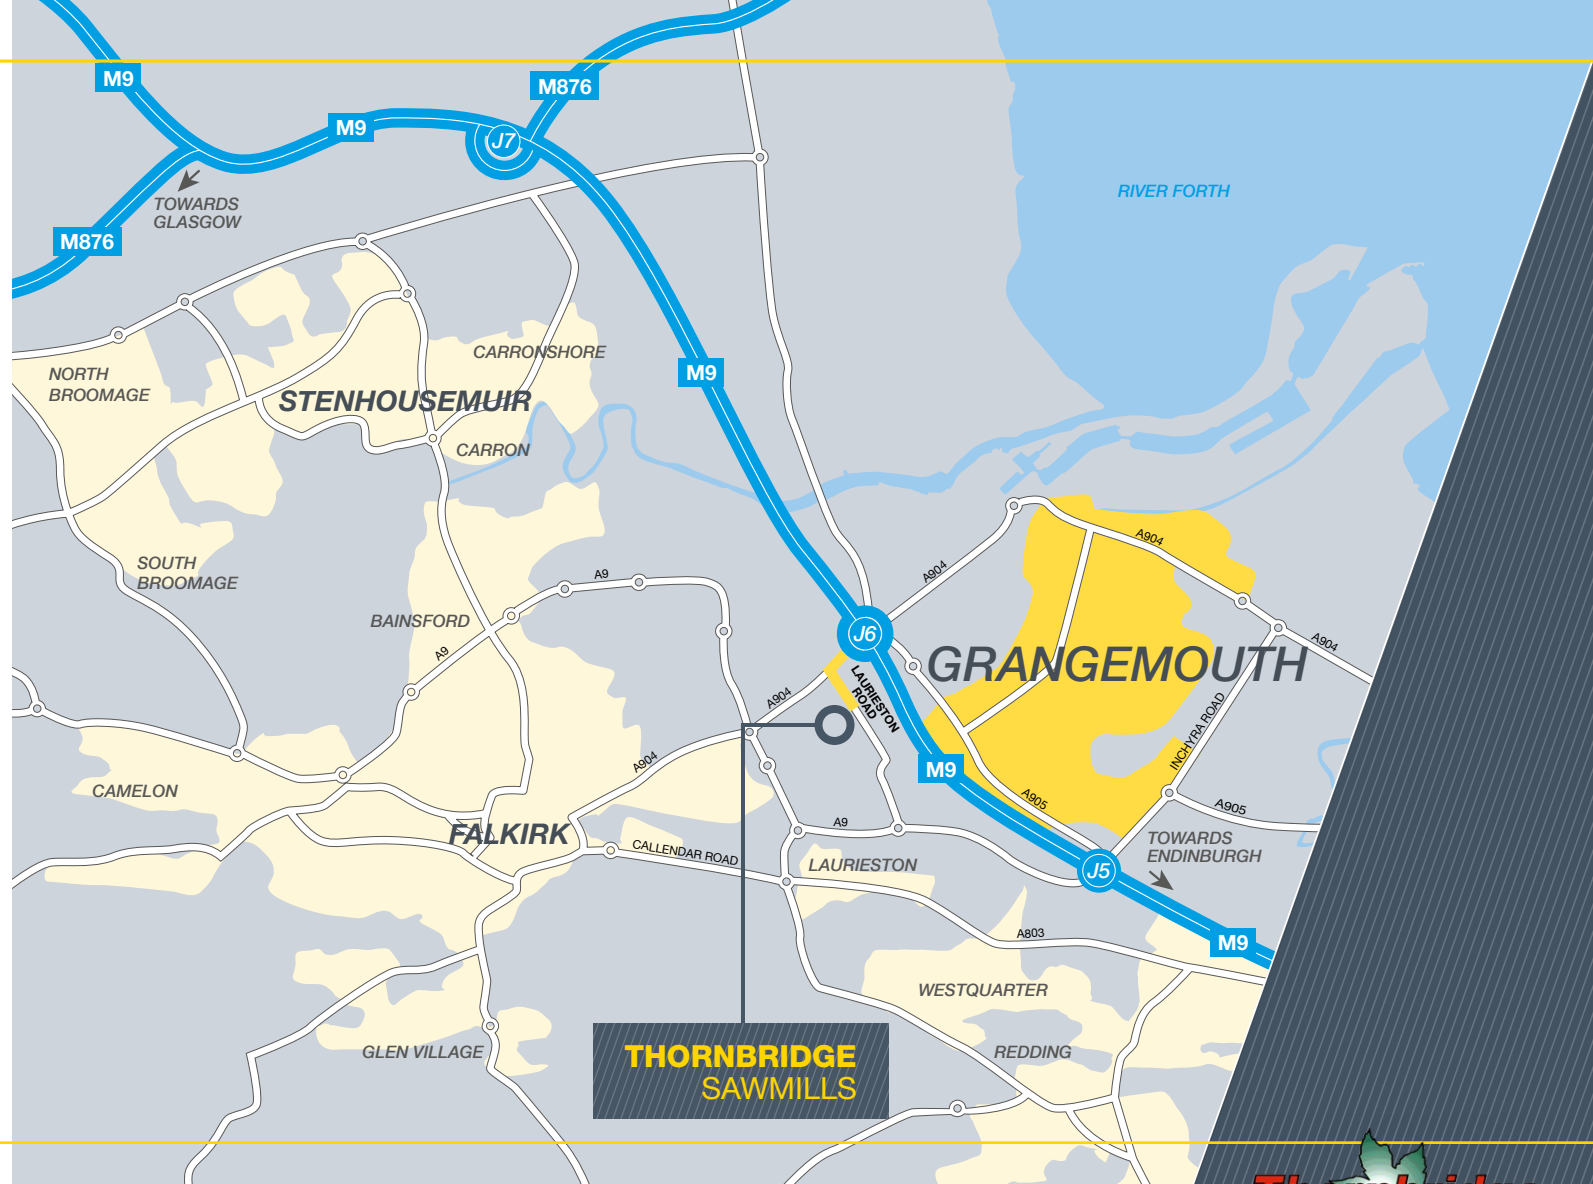 M9
M876
M9
J7
TOWARDS
GLASGOW
M876
RIVER FORTH
CARRONSHORE
NORTH
BROOMAGE
M9
STENHOUSEMUIR
CARRON
A904
SOUTH
BROOMAGE
A9
A904
BAINSFORD
J6
A904
A9
GRANGEMOUTH
LAURIESTON
ROAD
A904
INCHYRA ROAD
A904
M9
CAMELON
A905
A905
FALKIRK
A9
TOWARDS
ENDINBURGH
CALLENDAR ROAD
LAURIESTON
J5
A803
M9
WESTQUARTER
GLEN VILLAGE
REDDING
THORNBRIDGE
SAWMILLS